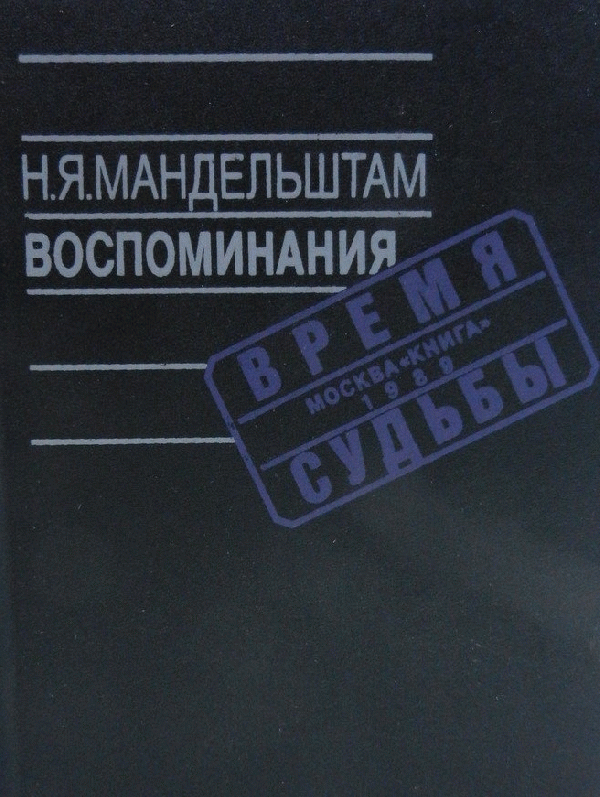 Н.Я.МАНДЕЛЬШТАМ
ВОСПОМИНАНИЯ
ВРЕМЯ
МОСКВА«КНИГА»
1989
СУДЬБЫ